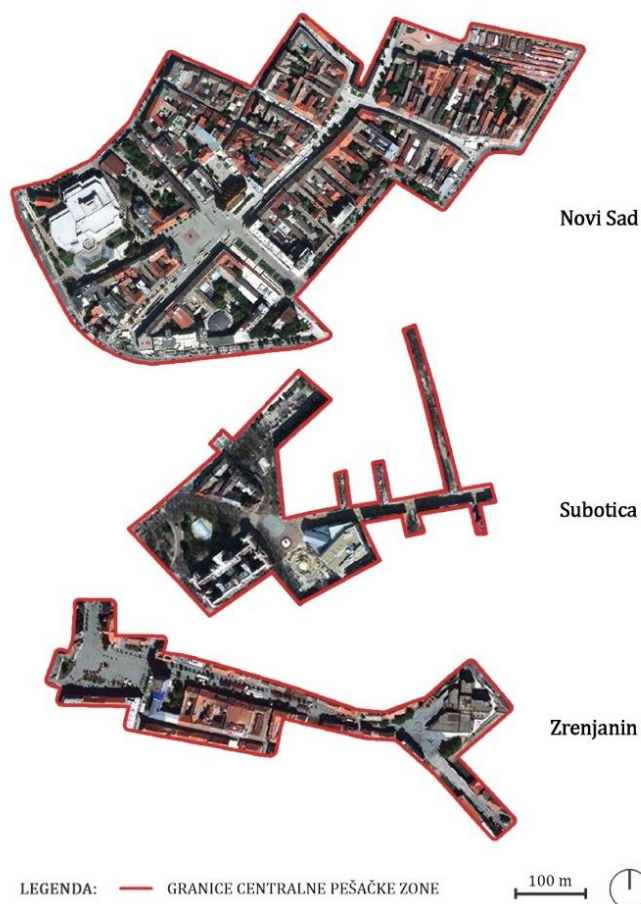 Novi Sad
Subotica
Zrenjanin
LEGENDA: GRANICE CENTRALNE PEŠAČKE ZONE
100 m